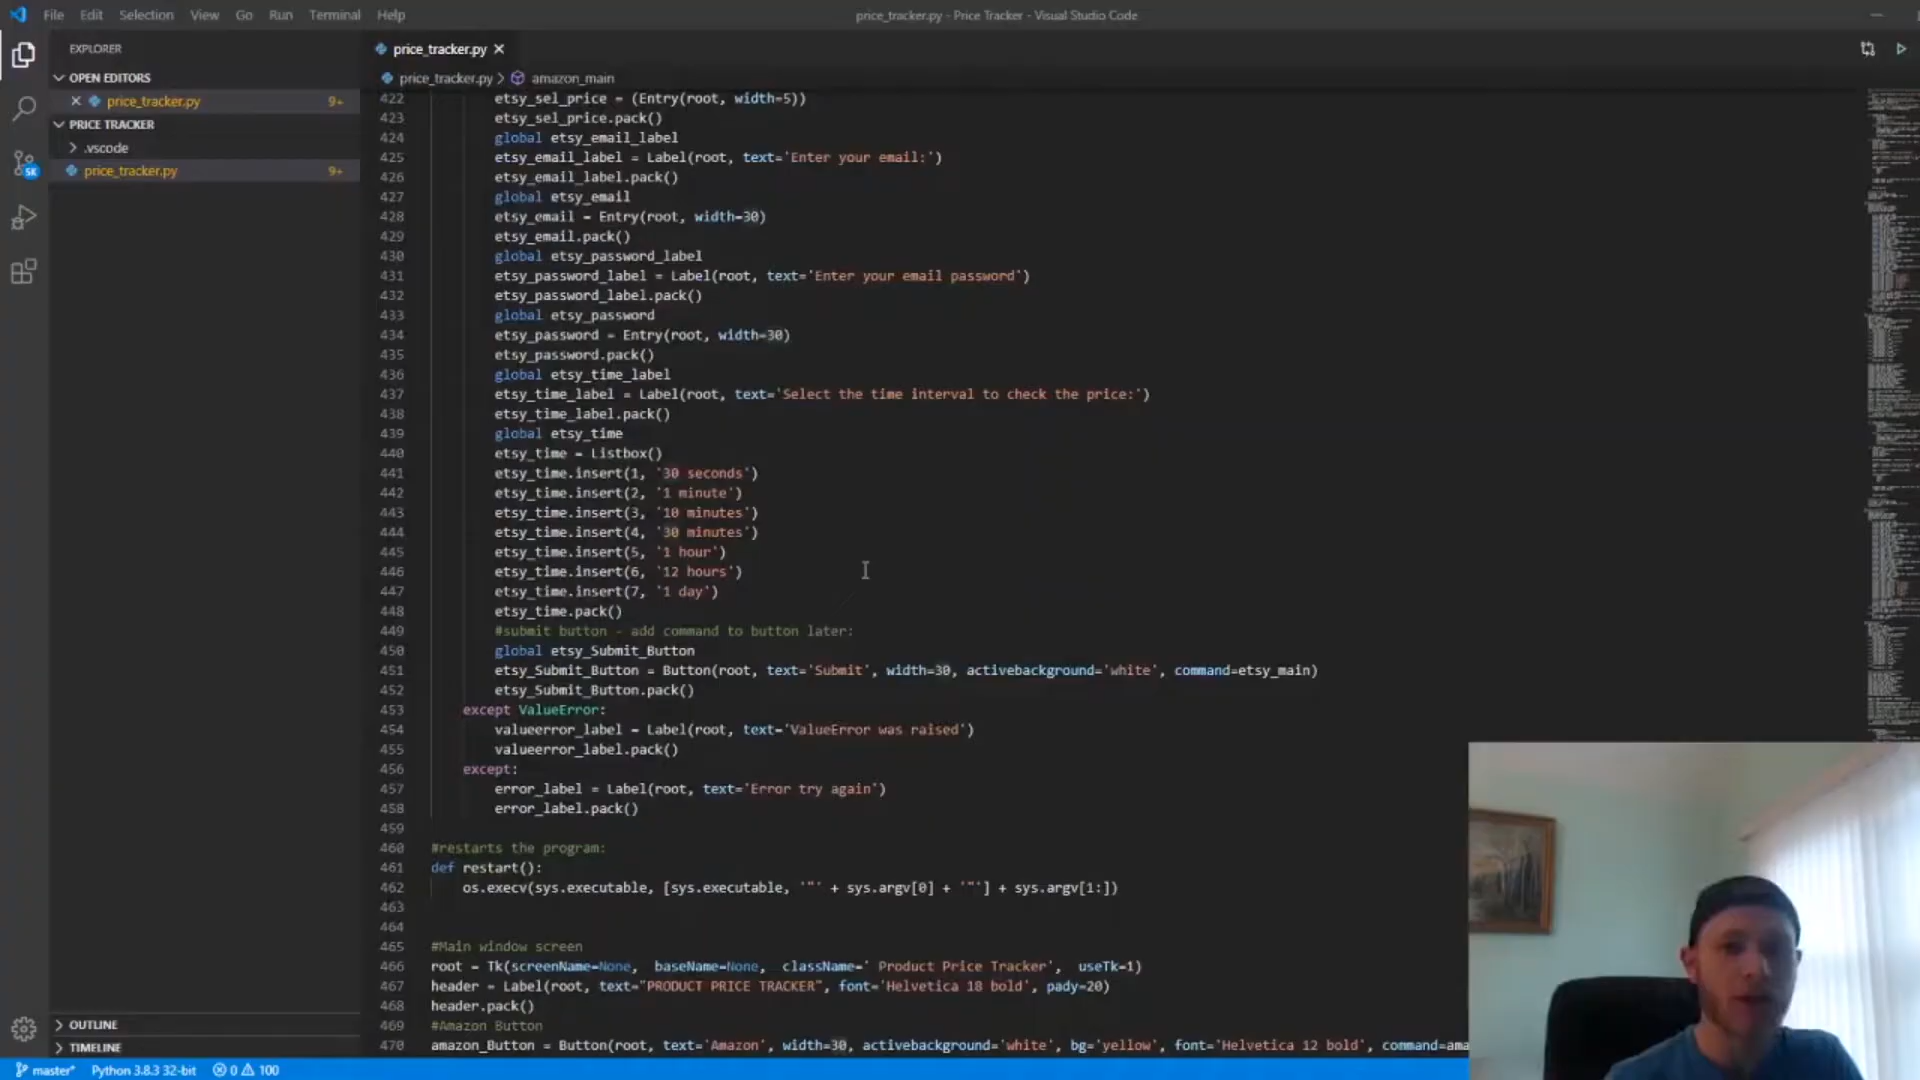 File Edit Selection View Go Run Terminal Help
price_tracker.py - Price Tracker - Visual Studio Code
EXPLORER
OPEN EDITORS
price_tracker.py 9+
PRICE TRACKER
.vscode
price_tracker.py 9+
OUTLINE
TIMELINE
price_tracker.py
price_tracker.py > amazon_main
422 etsy_sel_price = (Entry(root, width=5))
423 etsy_sel_price.pack()
424 global etsy_email_label
425 etsy_email_label = Label(root, text='Enter your email:')
426 etsy_email_label.pack()
427 global etsy_email
428 etsy_email = Entry(root, width=30)
429 etsy_email.pack()
430 global etsy_password_label
431 etsy_password_label = Label(root, text='Enter your email password')
432 etsy_password_label.pack()
433 global etsy_password
434 etsy_password = Entry(root, width=30)
435 etsy_password.pack()
436 global etsy_time_label
437 etsy_time_label = Label(root, text='Select the time interval to check the price:')
438 etsy_time_label.pack()
439 global etsy_time
440 etsy_time = Listbox()
441 etsy_time.insert(1, '30 seconds')
442 etsy_time.insert(2, '1 minute')
443 etsy_time.insert(3, '10 minutes')
444 etsy_time.insert(4, '30 minutes')
445 etsy_time.insert(5, '1 hour')
446 etsy_time.insert(6, '12 hours')
447 etsy_time.insert(7, '1 day')
448 etsy_time.pack()
449 #submit button - add command to button later:
450 global etsy_Submit_Button
451 etsy_Submit_Button = Button(root, text='Submit', width=30, activebackground='white', command=etsy_main)
452 etsy_Submit_Button.pack()
453 except ValueError:
454 valueerror_label = Label(root, text='ValueError was raised')
455 valueerror_label.pack()
456 except:
457 error_label = Label(root, text='Error try again')
458 error_label.pack()
459
460 #restarts the program:
461 def restart():
462 os.execv(sys.executable, [sys.executable, '"' + sys.argv[0] + '"'] + sys.argv[1:])
463
464
465 #Main window screen
466 root = Tk(screenName=None, baseName=None, className=' Product Price Tracker', useTk=1)
467 header = Label(root, text="PRODUCT PRICE TRACKER", font='Helvetica 18 bold', pady=20)
468 header.pack()
469 #Amazon Button
470 amazon_Button = Button(root, text='Amazon', width=30, activebackground='white', bg='yellow', font='Helvetica 12 bold', command=ama
master* Python 3.8.3 32-bit 0 100